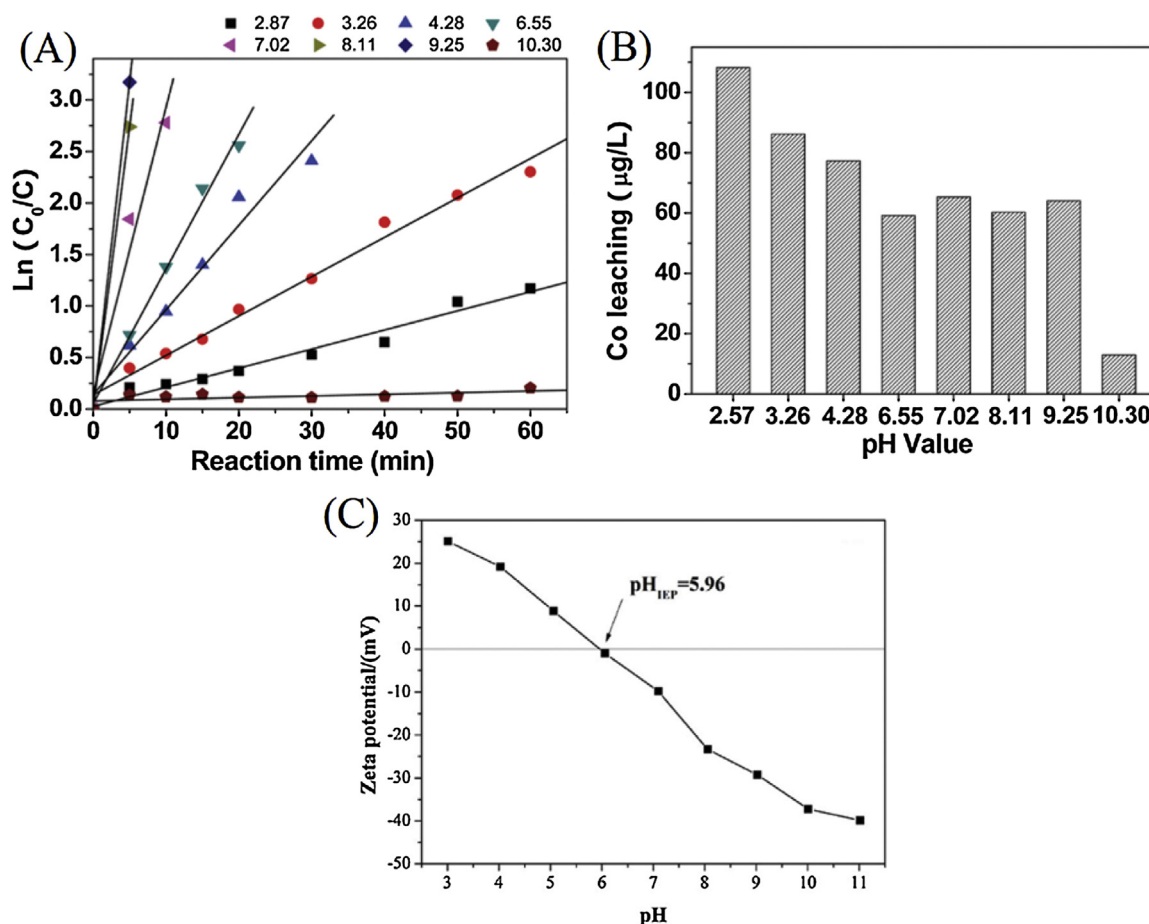 (A)
2.87 3.26 4.28 6.55
7.02 8.11 9.25 10.30
Ln ( C0/C)
3.0
2.5
2.0
1.5
1.0
0.5
0.0
0 10 20 30 40 50 60
Reaction time (min)
(B)
Co leaching ( µg/L)
100
80
60
40
20
0
2.57 3.26 4.28 6.55 7.02 8.11 9.25 10.30
pH Value
(C)
Zeta potential/(mV)
30
20
10
0
-10
-20
-30
-40
-50
pHIEP=5.96
3 4 5 6 7 8 9 10 11
pH